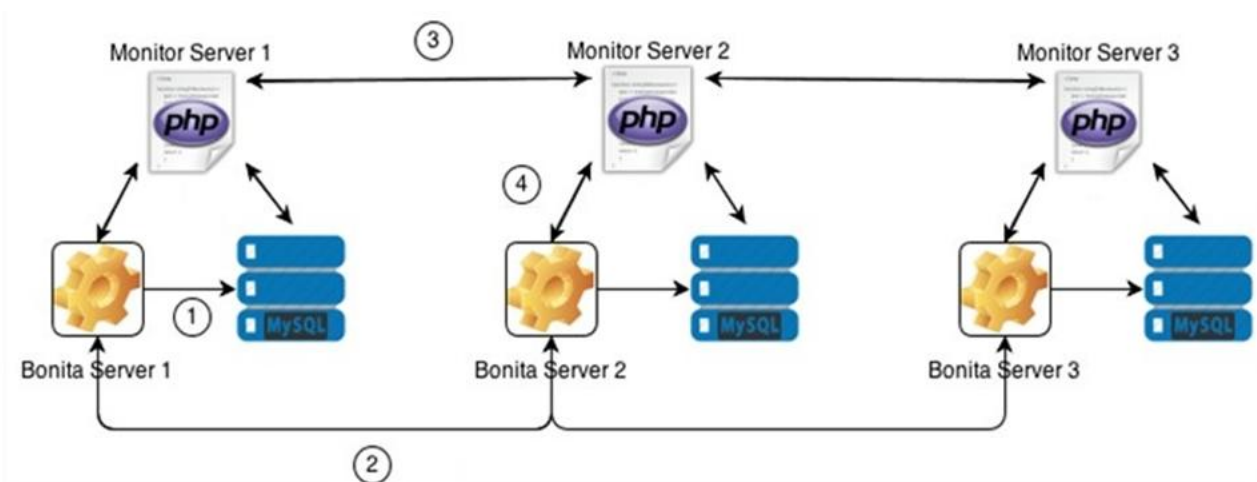 Monitor Server 1
3
Monitor Server 2
Monitor Server 3
php
php
php
4
1
MySQL
MySQL
MySQL
Bonita Server 1
Bonita Server 2
Bonita Server 3
2